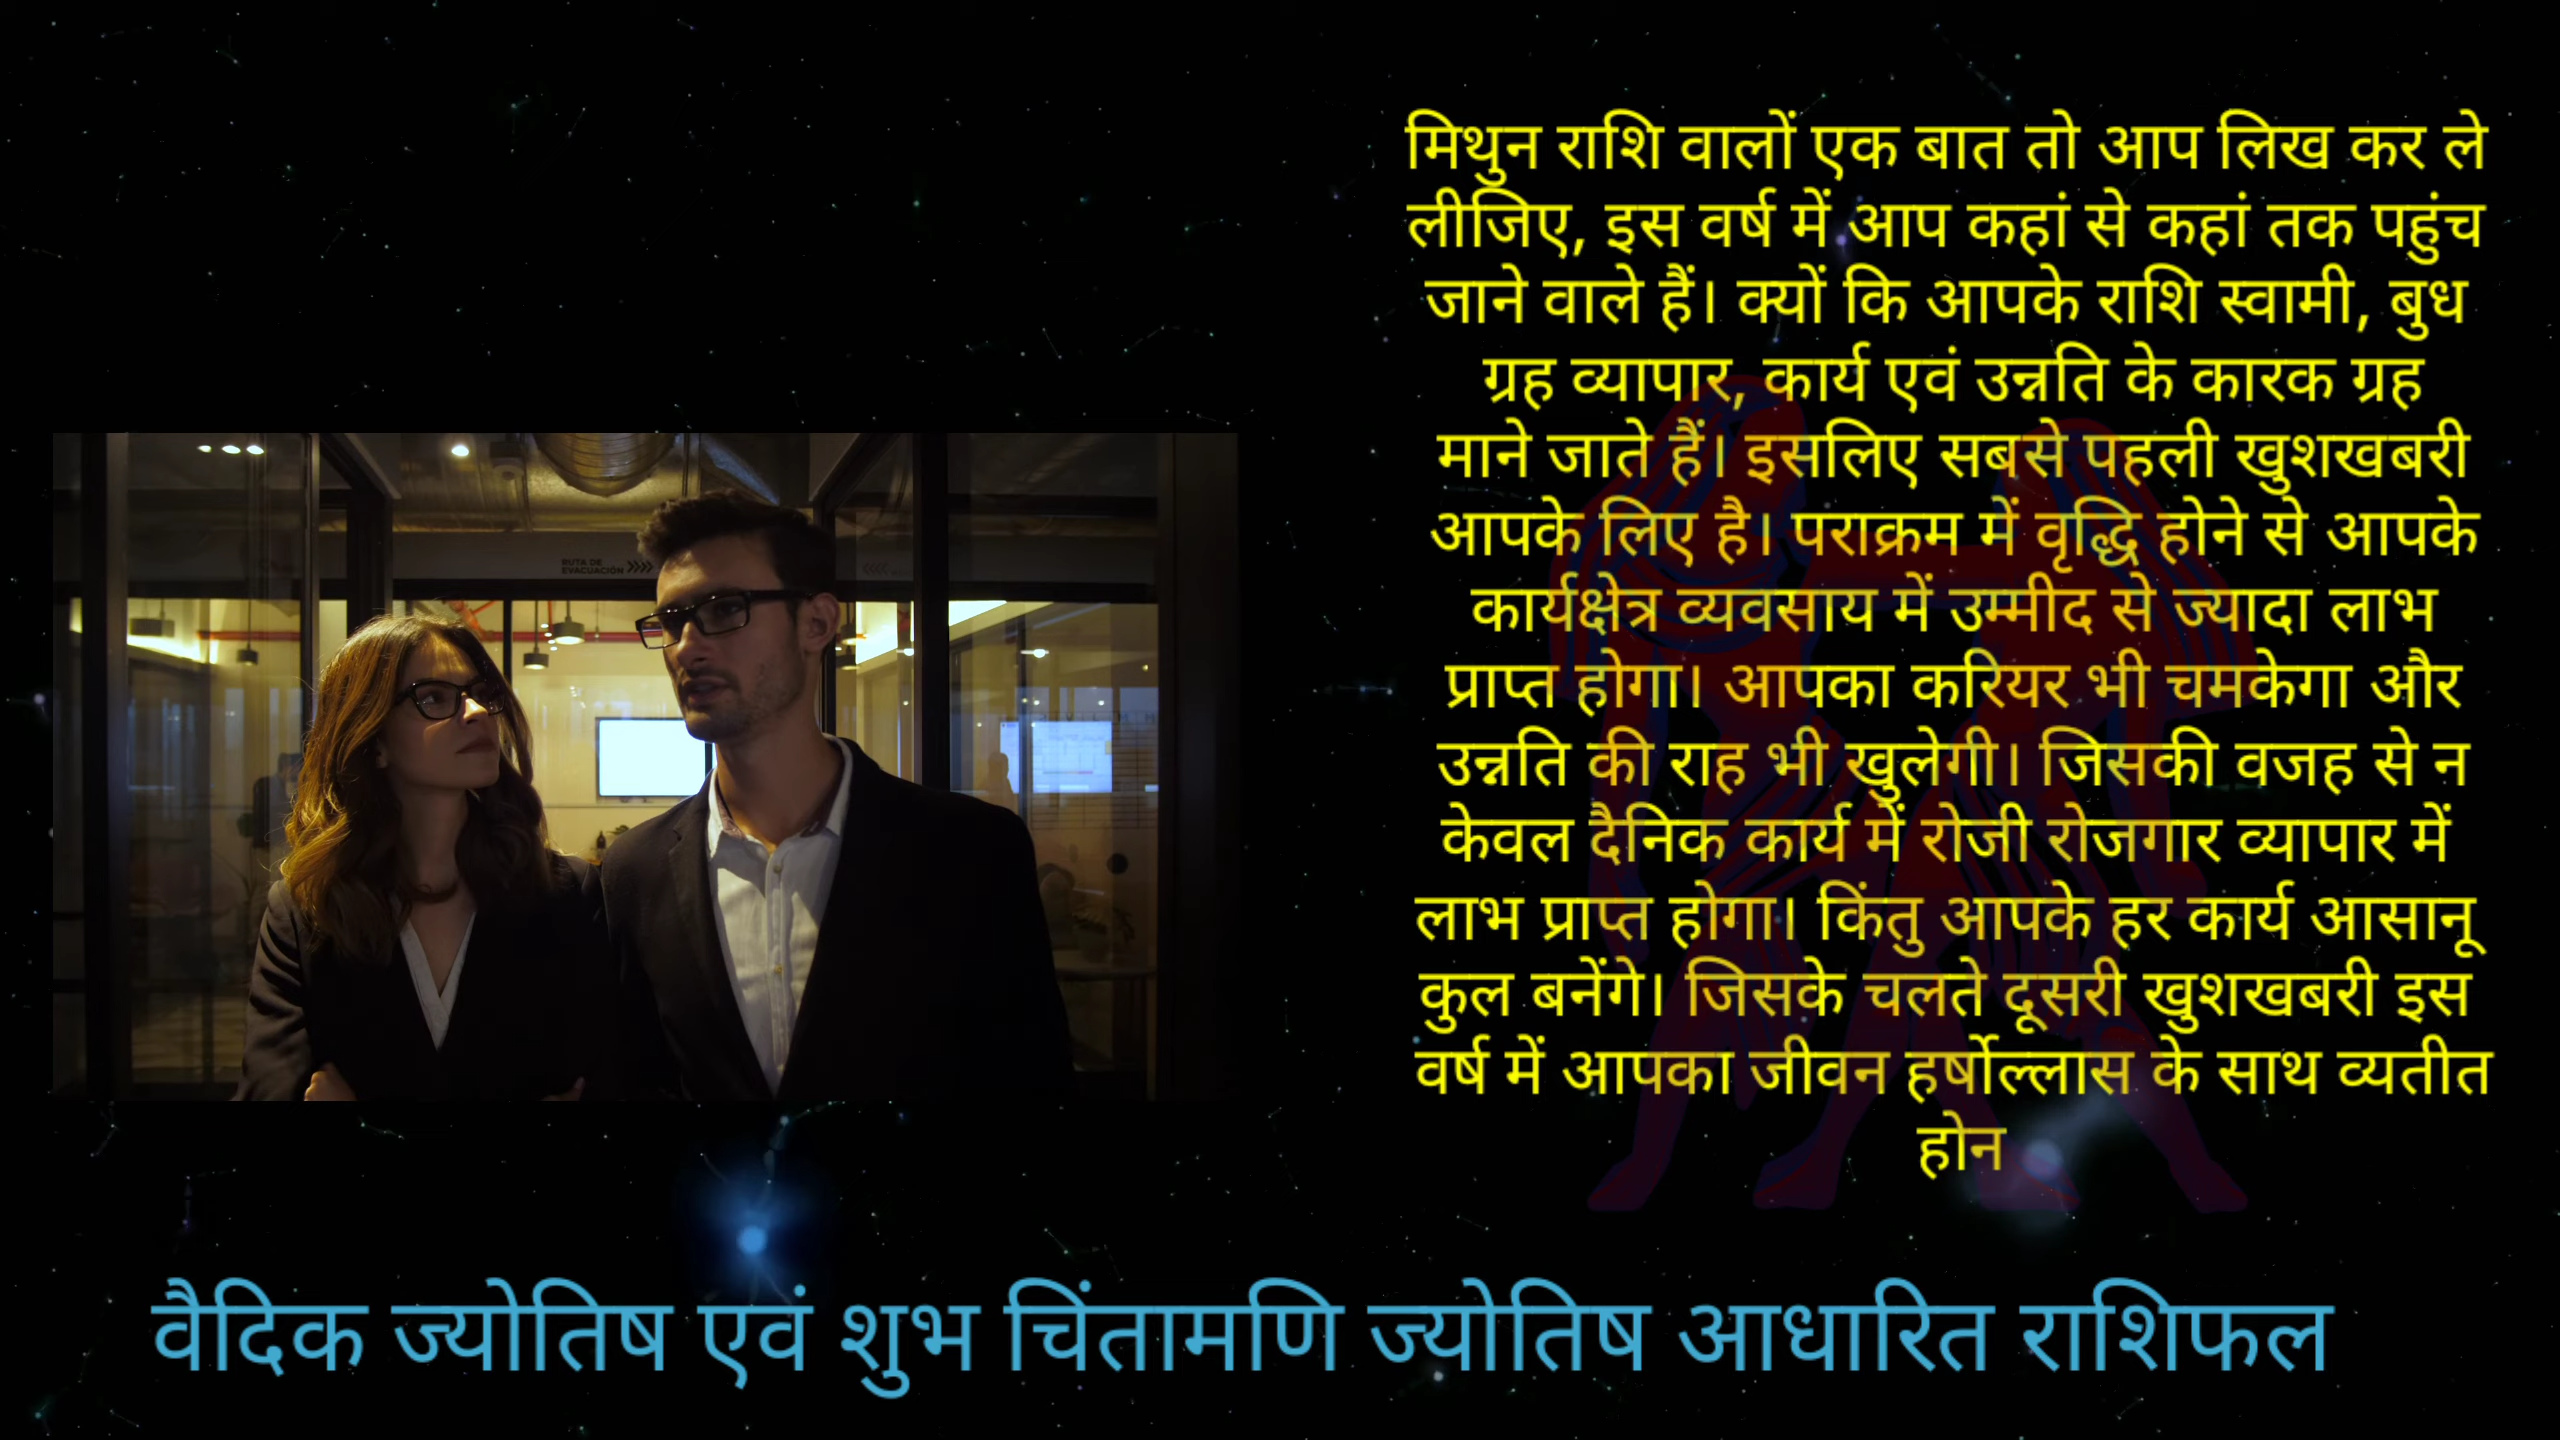 मिथुन राशि वालों एक बात तो आप लिख कर ले
लीजिए, इस वर्ष में आप कहां से कहां तक पहुंच
जाने वाले हैं। क्यों कि आपके राशि स्वामी, बुध
ग्रह व्यापार, कार्य एवं उन्नति के कारक ग्रह
माने जाते हैं। इसलिए सबसे पहली खुशखबरी
आपके लिए है। पराक्रम में वृद्धि होने से आपके
कार्यक्षेत्र व्यवसाय में उम्मीद से ज्यादा लाभ
प्राप्त होगा। आपका करियर भी चमकेगा और
उन्नति की राह भी खुलेगी। जिसकी वजह से न
केवल दैनिक कार्य में रोजी रोजगार व्यापार में
लाभ प्राप्त होगा। किंतु आपके हर कार्य आसानू
कुल बनेंगे। जिसके चलते दूसरी खुशखबरी इस
वर्ष में आपका जीवन हर्षोल्लास के साथ व्यतीत
होन
RUTA DE
EVACUACIÓN
वैदिक ज्योतिष एवं शुभ चिंतामणि ज्योतिष आधारित राशिफल